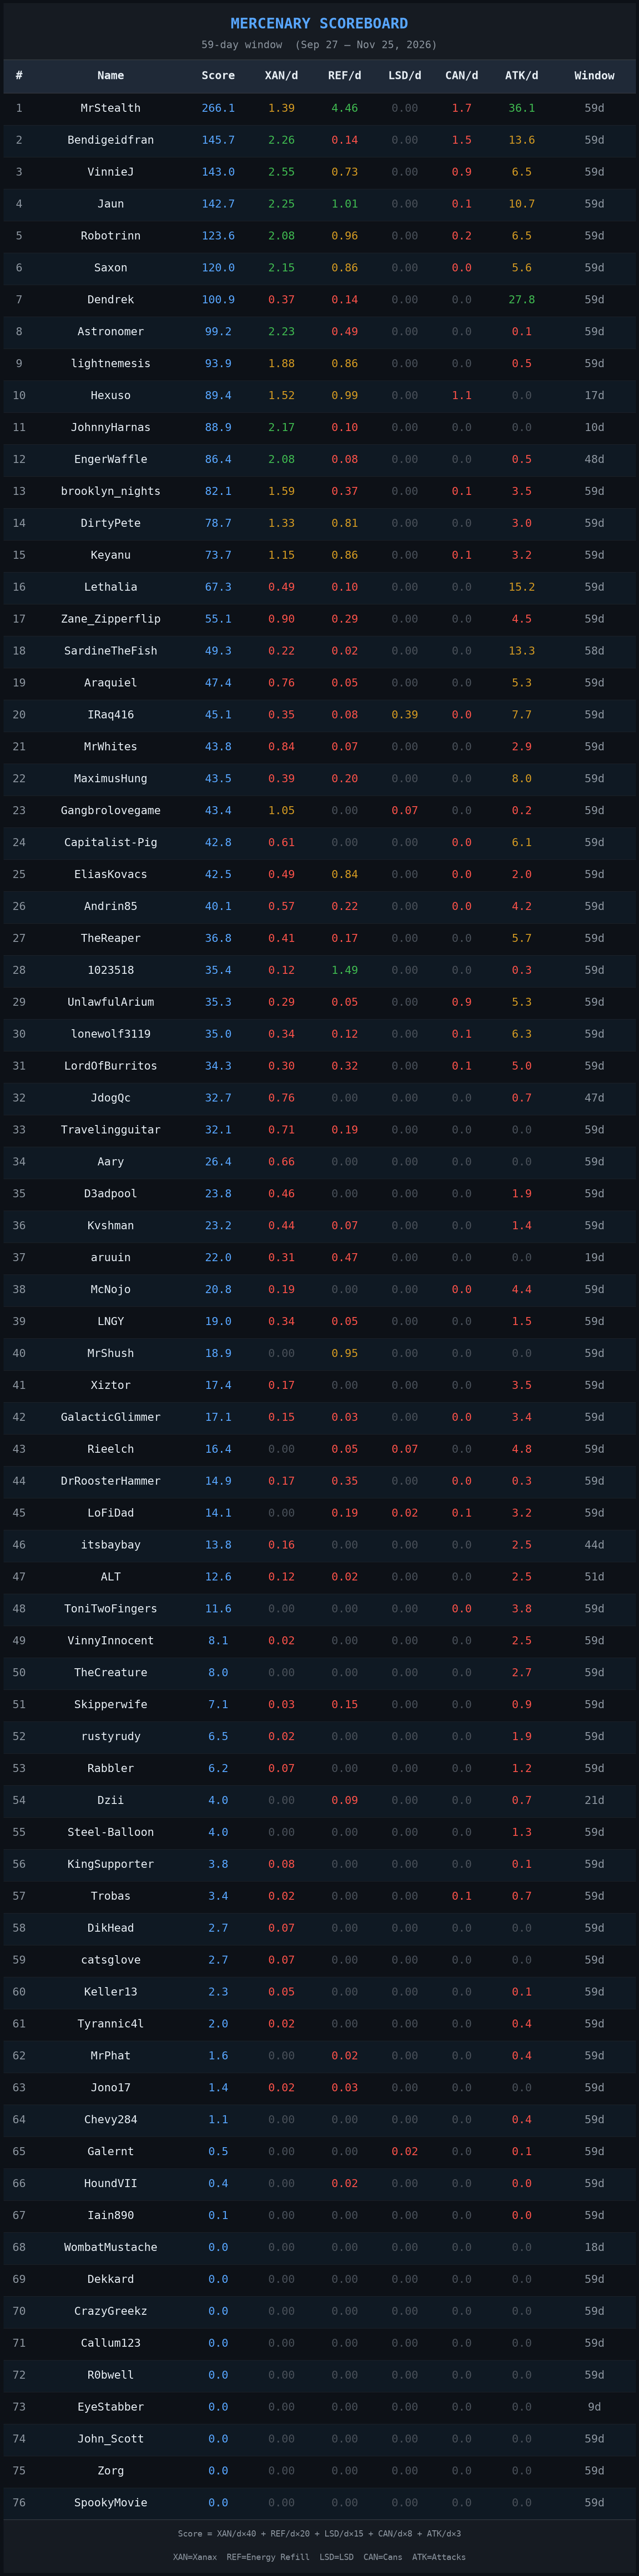 MERCENARY SCOREBOARD
59-day window (Sep 27 — Nov 25, 2026)
# Name Score XAN/d REF/d LSD/d CAN/d ATK/d Window
1 MrStealth 266.1 1.39 4.46 0.00 1.7 36.1 59d
2 Bendigeidfran 145.7 2.26 0.14 0.00 1.5 13.6 59d
3 VinnieJ 143.0 2.55 0.73 0.00 0.9 6.5 59d
4 Jaun 142.7 2.25 1.01 0.00 0.1 10.7 59d
5 Robotrinn 123.6 2.08 0.96 0.00 0.2 6.5 59d
6 Saxon 120.0 2.15 0.86 0.00 0.0 5.6 59d
7 Dendrek 100.9 0.37 0.14 0.00 0.0 27.8 59d
8 Astronomer 99.2 2.23 0.49 0.00 0.0 0.1 59d
9 lightnemesis 93.9 1.88 0.86 0.00 0.0 0.5 59d
10 Hexuso 89.4 1.52 0.99 0.00 1.1 0.0 17d
11 JohnnyHarnas 88.9 2.17 0.10 0.00 0.0 0.0 10d
12 EngerWaffle 86.4 2.08 0.08 0.00 0.0 0.5 48d
13 brooklyn_nights 82.1 1.59 0.37 0.00 0.1 3.5 59d
14 DirtyPete 78.7 1.33 0.81 0.00 0.0 3.0 59d
15 Keyanu 73.7 1.15 0.86 0.00 0.1 3.2 59d
16 Lethalia 67.3 0.49 0.10 0.00 0.0 15.2 59d
17 Zane_Zipperflip 55.1 0.90 0.29 0.00 0.0 4.5 59d
18 SardineTheFish 49.3 0.22 0.02 0.00 0.0 13.3 58d
19 Araquiel 47.4 0.76 0.05 0.00 0.0 5.3 59d
20 IRaq416 45.1 0.35 0.08 0.39 0.0 7.7 59d
21 MrWhites 43.8 0.84 0.07 0.00 0.0 2.9 59d
22 MaximusHung 43.5 0.39 0.20 0.00 0.0 8.0 59d
23 Gangbrolovegame 43.4 1.05 0.00 0.07 0.0 0.2 59d
24 Capitalist-Pig 42.8 0.61 0.00 0.00 0.0 6.1 59d
25 EliasKovacs 42.5 0.49 0.84 0.00 0.0 2.0 59d
26 Andrin85 40.1 0.57 0.22 0.00 0.0 4.2 59d
27 TheReaper 36.8 0.41 0.17 0.00 0.0 5.7 59d
28 1023518 35.4 0.12 1.49 0.00 0.0 0.3 59d
29 UnlawfulArium 35.3 0.29 0.05 0.00 0.9 5.3 59d
30 lonewolf3119 35.0 0.34 0.12 0.00 0.1 6.3 59d
31 LordOfBurritos 34.3 0.30 0.32 0.00 0.1 5.0 59d
32 JdogQc 32.7 0.76 0.00 0.00 0.0 0.7 47d
33 Travelingguitar 32.1 0.71 0.19 0.00 0.0 0.0 59d
34 Aary 26.4 0.66 0.00 0.00 0.0 0.0 59d
35 D3adpool 23.8 0.46 0.00 0.00 0.0 1.9 59d
36 Kvshman 23.2 0.44 0.07 0.00 0.0 1.4 59d
37 aruuin 22.0 0.31 0.47 0.00 0.0 0.0 19d
38 McNojo 20.8 0.19 0.00 0.00 0.0 4.4 59d
39 LNGY 19.0 0.34 0.05 0.00 0.0 1.5 59d
40 MrShush 18.9 0.00 0.95 0.00 0.0 0.0 59d
41 Xiztor 17.4 0.17 0.00 0.00 0.0 3.5 59d
42 GalacticGlimmer 17.1 0.15 0.03 0.00 0.0 3.4 59d
43 Rieelch 16.4 0.00 0.05 0.07 0.0 4.8 59d
44 DrRoosterHammer 14.9 0.17 0.35 0.00 0.0 0.3 59d
45 LoFiDad 14.1 0.00 0.19 0.02 0.1 3.2 59d
46 itsbaybay 13.8 0.16 0.00 0.00 0.0 2.5 44d
47 ALT 12.6 0.12 0.02 0.00 0.0 2.5 51d
48 ToniTwoFingers 11.6 0.00 0.00 0.00 0.0 3.8 59d
49 VinnyInnocent 8.1 0.02 0.00 0.00 0.0 2.5 59d
50 TheCreature 8.0 0.00 0.00 0.00 0.0 2.7 59d
51 Skipperwife 7.1 0.03 0.15 0.00 0.0 0.9 59d
52 rustyrudy 6.5 0.02 0.00 0.00 0.0 1.9 59d
53 Rabbler 6.2 0.07 0.00 0.00 0.0 1.2 59d
54 Dzii 4.0 0.00 0.09 0.00 0.0 0.7 21d
55 Steel-Balloon 4.0 0.00 0.00 0.00 0.0 1.3 59d
56 KingSupporter 3.8 0.08 0.00 0.00 0.0 0.1 59d
57 Trobas 3.4 0.02 0.00 0.00 0.1 0.7 59d
58 DikHead 2.7 0.07 0.00 0.00 0.0 0.0 59d
59 catsglove 2.7 0.07 0.00 0.00 0.0 0.0 59d
60 Keller13 2.3 0.05 0.00 0.00 0.0 0.1 59d
61 Tyrannic4l 2.0 0.02 0.00 0.00 0.0 0.4 59d
62 MrPhat 1.6 0.00 0.02 0.00 0.0 0.4 59d
63 Jono17 1.4 0.02 0.03 0.00 0.0 0.0 59d
64 Chevy284 1.1 0.00 0.00 0.00 0.0 0.4 59d
65 Galernt 0.5 0.00 0.00 0.02 0.0 0.1 59d
66 HoundVII 0.4 0.00 0.02 0.00 0.0 0.0 59d
67 Iain890 0.1 0.00 0.00 0.00 0.0 0.0 59d
68 WombatMustache 0.0 0.00 0.00 0.00 0.0 0.0 18d
69 Dekkard 0.0 0.00 0.00 0.00 0.0 0.0 59d
70 CrazyGreekz 0.0 0.00 0.00 0.00 0.0 0.0 59d
71 Callum123 0.0 0.00 0.00 0.00 0.0 0.0 59d
72 R0bwell 0.0 0.00 0.00 0.00 0.0 0.0 59d
73 EyeStabber 0.0 0.00 0.00 0.00 0.0 0.0 9d
74 John_Scott 0.0 0.00 0.00 0.00 0.0 0.0 59d
75 Zorg 0.0 0.00 0.00 0.00 0.0 0.0 59d
76 SpookyMovie 0.0 0.00 0.00 0.00 0.0 0.0 59d
Score = XAN/d×40 + REF/d×20 + LSD/d×15 + CAN/d×8 + ATK/d×3
XAN=Xanax REF=Energy Refill LSD=LSD CAN=Cans ATK=Attacks